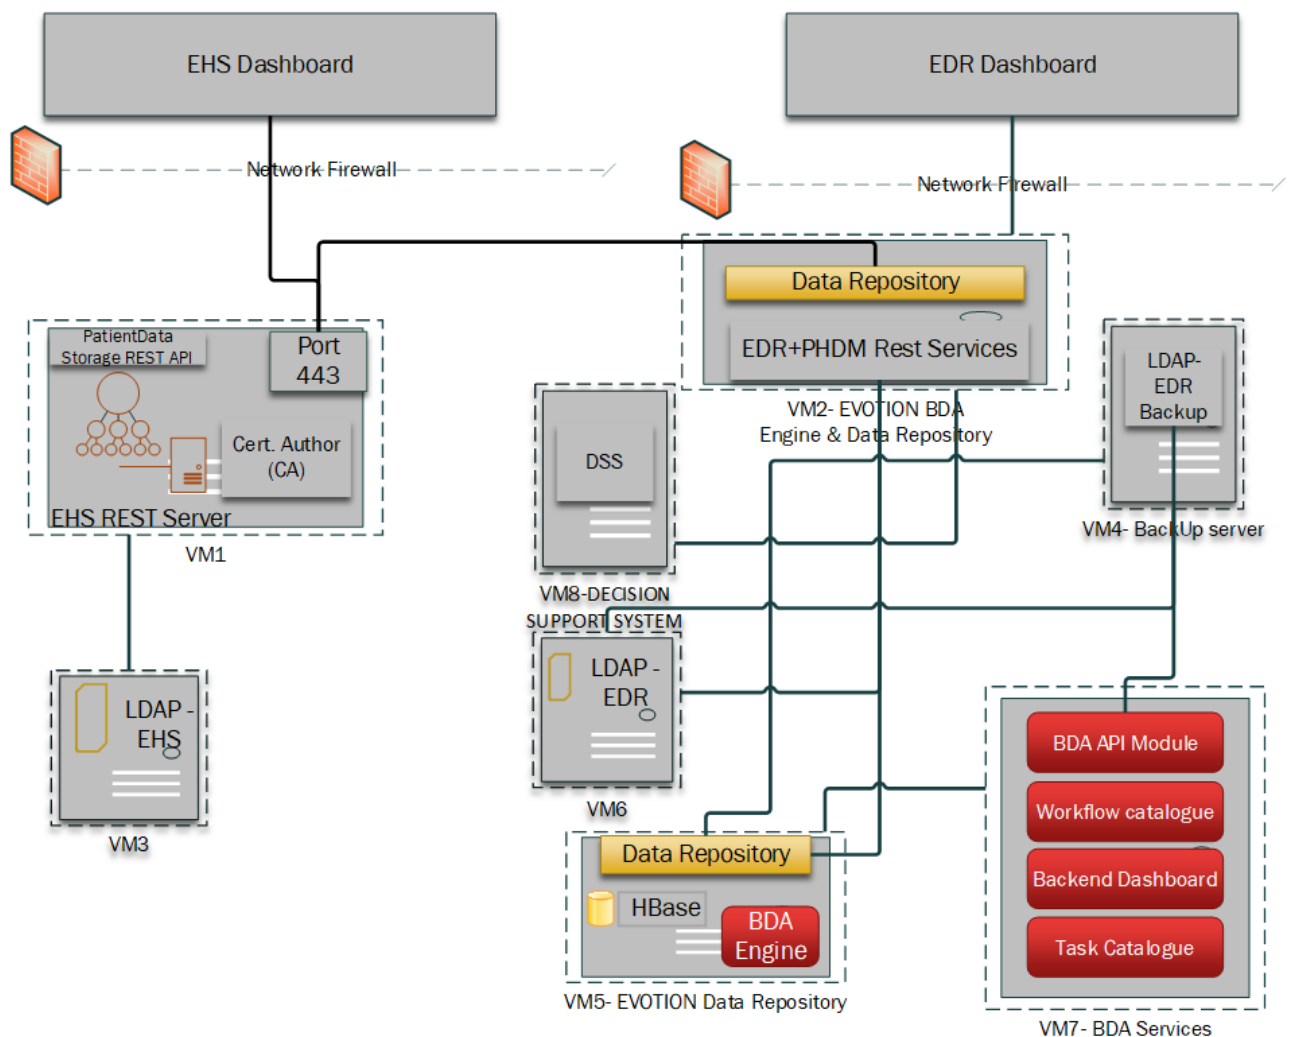 EHS Dashboard
EDR Dashboard
Network Firewall
Network Firewall
Data Repository
EDR+PHDM Rest Services
VM2- EVOTION BDA
Engine & Data Repository
PatientData
Storage REST API
Port
443
Cert. Author
(CA)
EHS REST Server
VM1
LDAP-
EDR
Backup
VM4- BackUp server
DSS
VM8-DECISION
SUPPORT SYSTEM
LDAP -
EDR
VM6
LDAP -
EHS
VM3
BDA API Module
Workflow catalogue
Backend Dashboard
Task Catalogue
VM7- BDA Services
Data Repository
HBase
BDA
Engine
VM5- EVOTION Data Repository